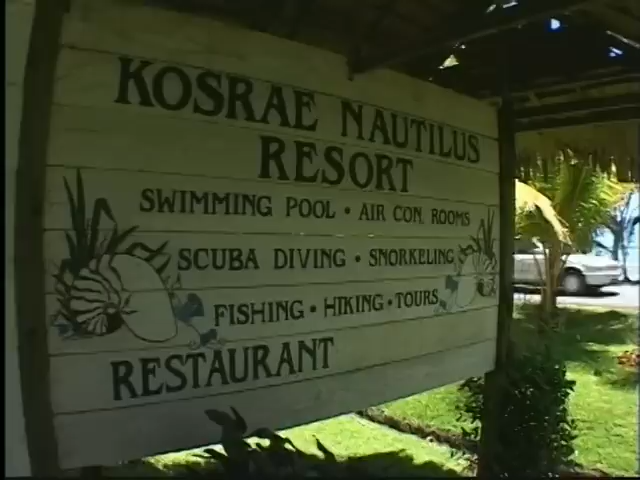 KOSRAE NAUTILUS
RESORT
SWIMMING POOL • AIR CON. ROOMS
SCUBA DIVING • SNORKELING
FISHING • HIKING • TOURS
RESTAURANT